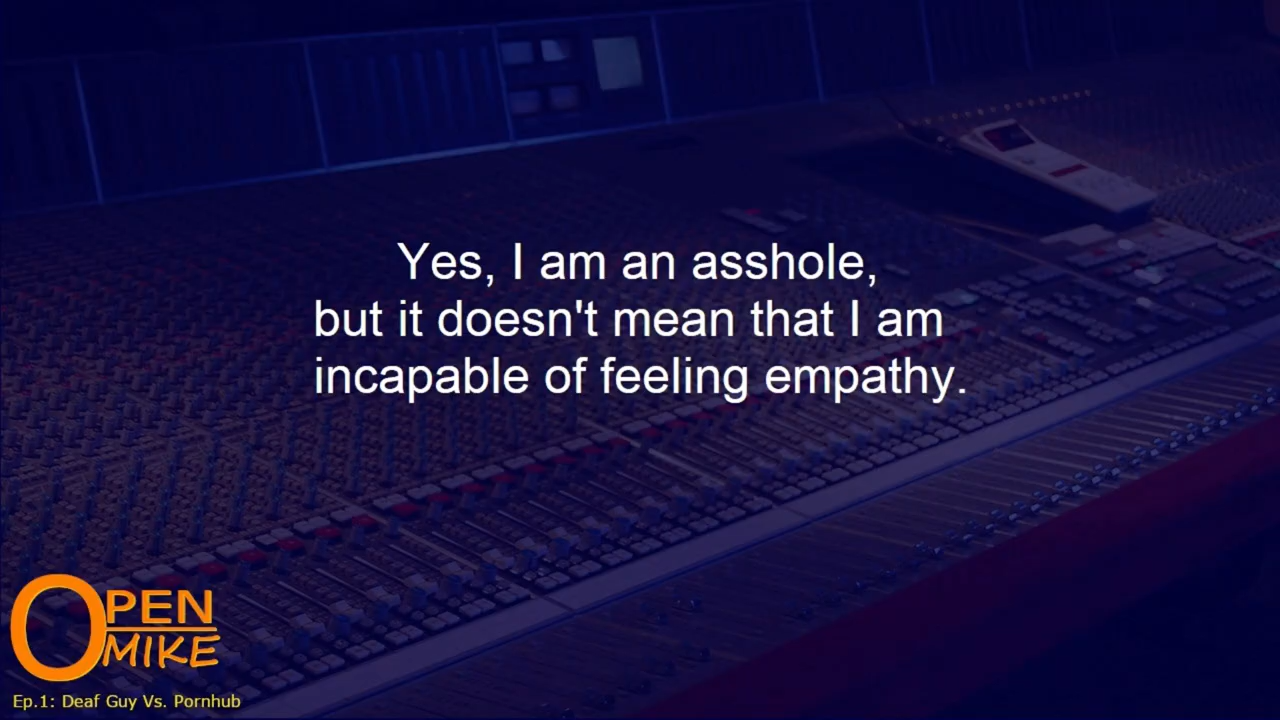 Yes, I am an asshole,
but it doesn't mean that I am
incapable of feeling empathy.
OPEN
MIKE
Ep.1: Deaf Guy Vs. Pornhub